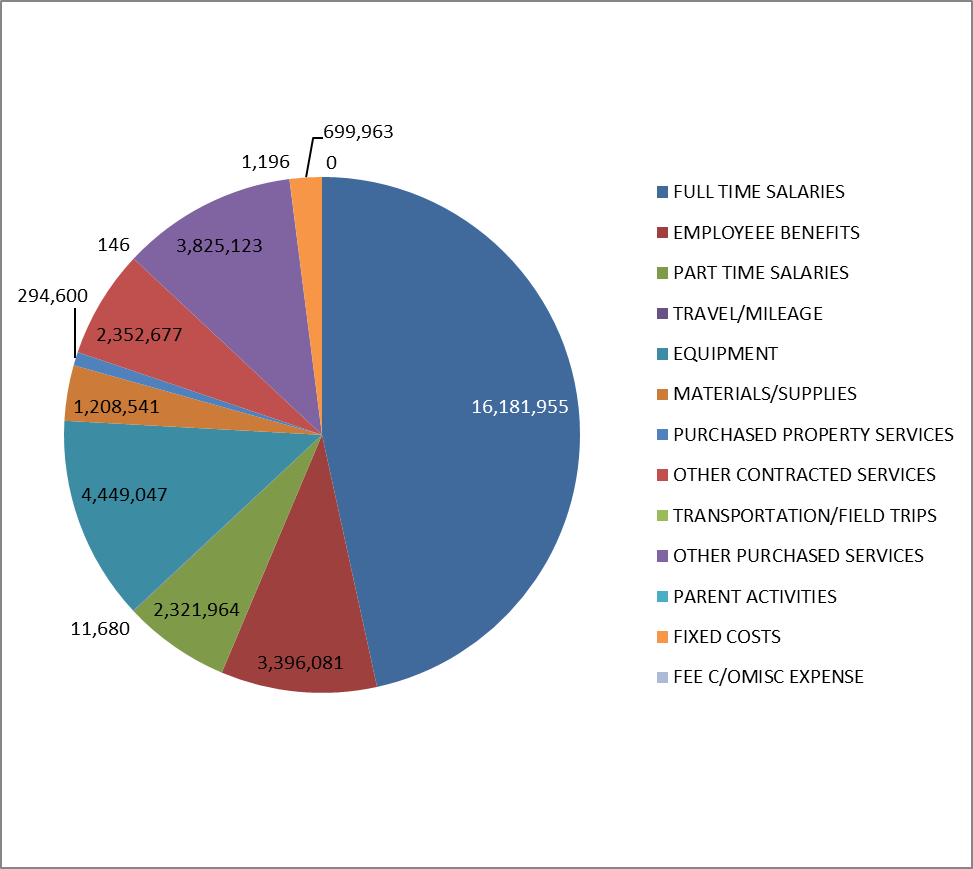 699,963
1,196
0
146
3,825,123
294,600
2,352,677
1,208,541
16,181,955
4,449,047
11,680
2,321,964
3,396,081
FULL TIME SALARIES
EMPLOYEEE BENEFITS
PART TIME SALARIES
TRAVEL/MILEAGE
EQUIPMENT
MATERIALS/SUPPLIES
PURCHASED PROPERTY SERVICES
OTHER CONTRACTED SERVICES
TRANSPORTATION/FIELD TRIPS
OTHER PURCHASED SERVICES
PARENT ACTIVITIES
FIXED COSTS
FEE C/OMISC EXPENSE